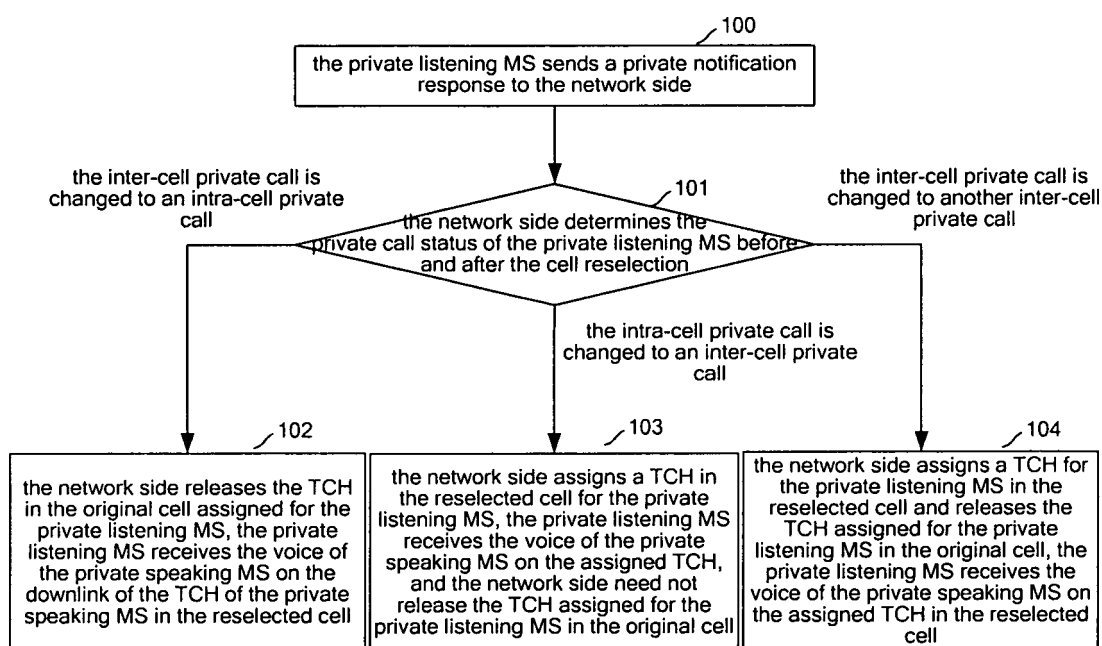 100
the private listening MS sends a private notification
response to the network side
the inter-cell private call is
changed to an intra-cell private
call
101
the network side determines the
private call status of the private listening MS before
and after the cell reselection
the inter-cell private call is
changed to another inter-cell
private call
the intra-cell private call is
changed to an inter-cell private
call
102
the network side releases the TCH
in the original cell assigned for the
private listening MS, the private
listening MS receives the voice of
the private speaking MS on the
downlink of the TCH of the private
speaking MS in the reselected cell
103
the network side assigns a TCH in
the reselected cell for the private
listening MS, the private listening MS
receives the voice of the private
speaking MS on the assigned TCH,
and the network side need not
release the TCH assigned for the
private listening MS in the original cell
104
the network side assigns a TCH for
the private listening MS in the
reselected cell and releases the
TCH assigned for the private
listening MS in the original cell, the
private listening MS receives the
voice of the private speaking MS on
the assigned TCH in the reselected
cell